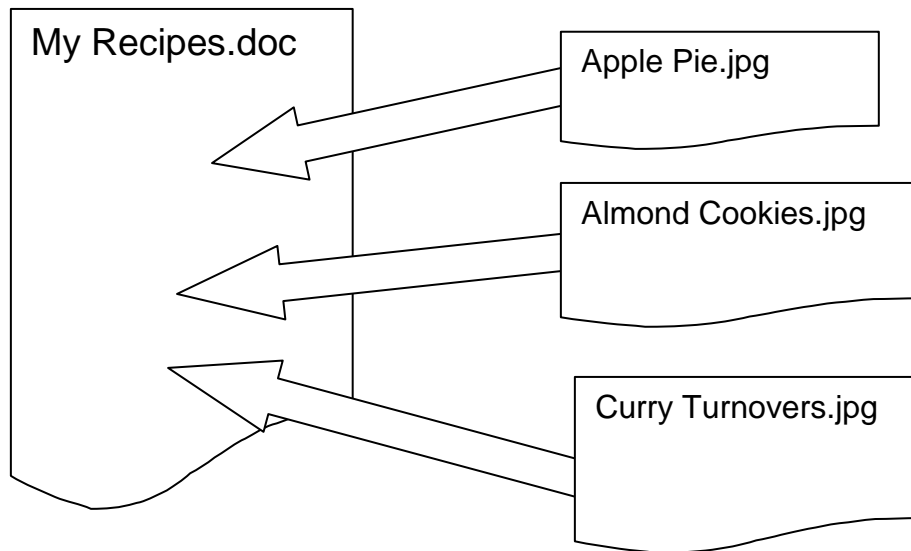 My Recipes.doc
Apple Pie.jpg
Almond Cookies.jpg
Curry Turnovers.jpg